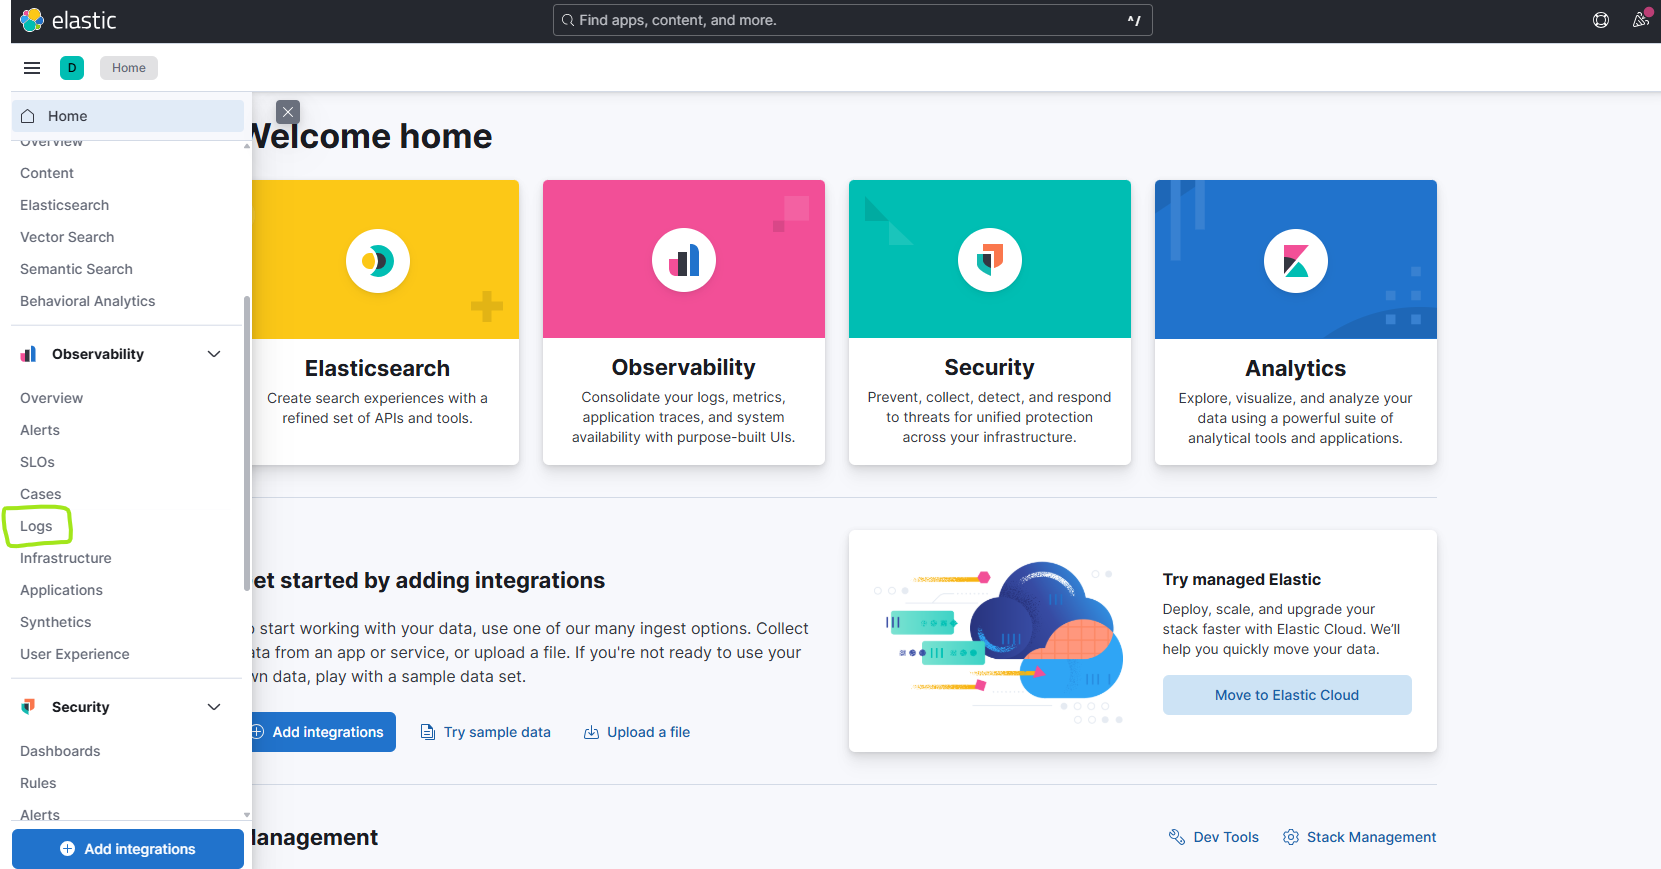 elastic
Find apps, content, and more.
^/
D
Home
Home
Overview
Content
Elasticsearch
Vector Search
Semantic Search
Behavioral Analytics
Observability
Overview
Alerts
SLOs
Cases
Logs
Infrastructure
Applications
Synthetics
User Experience
Security
Dashboards
Rules
Alerts
Add integrations
Welcome home
Elasticsearch
Create search experiences with a
refined set of APIs and tools.
Observability
Consolidate your logs, metrics,
application traces, and system
availability with purpose-built UIs.
Security
Prevent, collect, detect, and respond
to threats for unified protection
across your infrastructure.
Analytics
Explore, visualize, and analyze your
data using a powerful suite of
analytical tools and applications.
et started by adding integrations
o start working with your data, use one of our many ingest options. Collect
ata from an app or service, or upload a file. If you're not ready to use your
wn data, play with a sample data set.
Add integrations
Try sample data
Upload a file
Try managed Elastic
Deploy, scale, and upgrade your
stack faster with Elastic Cloud. We'll
help you quickly move your data.
Move to Elastic Cloud
anagement
Dev Tools
Stack Management